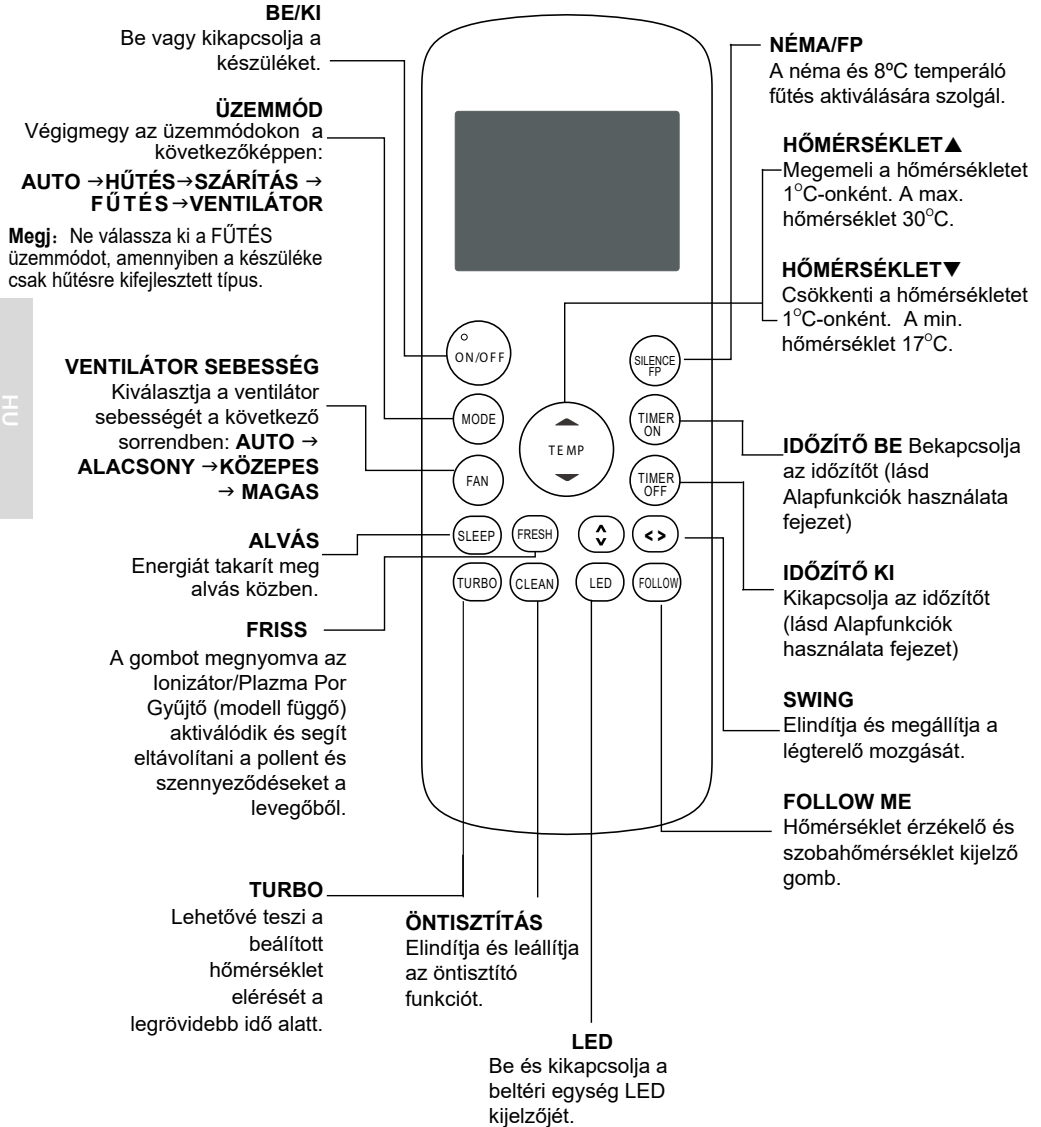 BE/KI
Be vagy kikapcsolja a
készüléket.
ÜZEMMÓD
Végigmegy az üzemmódokon a
következőképpen:
AUTO →HŰTÉS→SZÁRÍTÁS →
FŰTÉS→VENTILÁTOR
Megj: Ne válassza ki a FŰTÉS
üzemmódot, amennyiben a készüléke
csak hűtésre kifejlesztett típus.
HU
VENTILÁTOR SEBESSÉG
Kiválasztja a ventilátor
sebességét a következő
sorrendben: AUTO →
ALACSONY →KÖZEPES
→ MAGAS
ALVÁS
Energiát takarít meg
alvás közben.
FRISS
A gombot megnyomva az
Ionizátor/Plazma Por
Gyűjtő (modell függő)
aktiválódik és segít
eltávolítani a pollent és
szennyeződéseket a
levegőből.
TURBO
Lehetővé teszi a
beálított
hőmérséklet
elérését a
legrövidebb idő alatt.
ÖNTISZTÍTÁS
Elindítja és leállítja
az öntisztító
funkciót.
LED
Be és kikapcsolja a
beltéri egység LED
kijelzőjét.
ON/OFF
MODE
FAN
SLEEP
FRESH
TURBO
CLEAN
LED
FOLLOW
TEMP
SILENCE
FP
TIMER
ON
TIMER
OFF
NÉMA/FP
A néma és 8ºC temperáló
fűtés aktiválására szolgál.
HŐMÉRSÉKLET▲
Megemeli a hőmérsékletet
1°C-onként. A max.
hőmérséklet 30°C.
HŐMÉRSÉKLET▼
Csökkenti a hőmérsékletet
1°C-onként. A min.
hőmérséklet 17°C.
IDŐZÍTŐ BE Bekapcsolja
az időzítőt (lásd
Alapfunkciók használata
fejezet)
IDŐZÍTŐ KI
Kikapcsolja az időzítőt
(lásd Alapfunkciók
használata fejezet)
SWING
Elindítja és megállítja a
légterelő mozgását.
FOLLOW ME
Hőmérséklet érzékelő és
szobahőmérséklet kijelző
gomb.